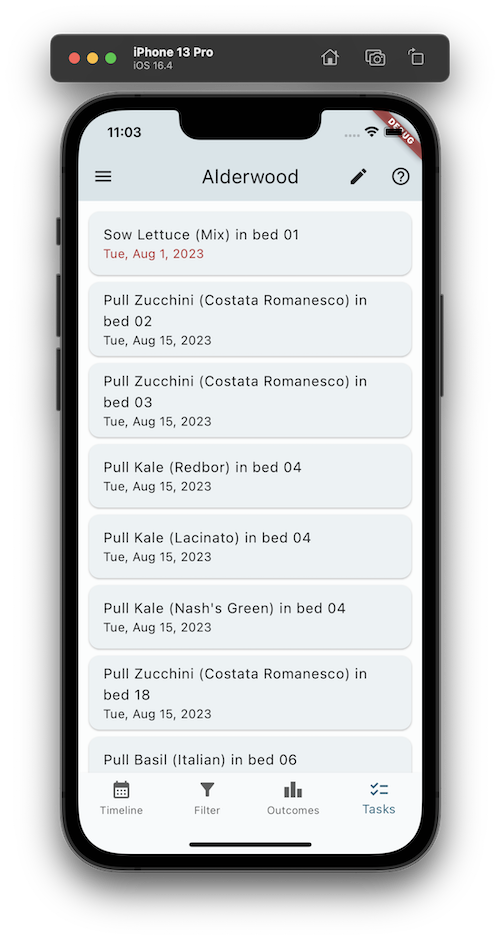 iPhone 13 Pro
iOS 16.4
11:03
DEBUG
Alderwood
Sow Lettuce (Mix) in bed 01
Tue, Aug 1, 2023
Pull Zucchini (Costata Romanesco) in
bed 02
Tue, Aug 15, 2023
Pull Zucchini (Costata Romanesco) in
bed 03
Tue, Aug 15, 2023
Pull Kale (Redbor) in bed 04
Tue, Aug 15, 2023
Pull Kale (Lacinato) in bed 04
Tue, Aug 15, 2023
Pull Kale (Nash's Green) in bed 04
Tue, Aug 15, 2023
Pull Zucchini (Costata Romanesco) in
bed 18
Tue, Aug 15, 2023
Pull Basil (Italian) in bed 06
Timeline
Filter
Outcomes
Tasks